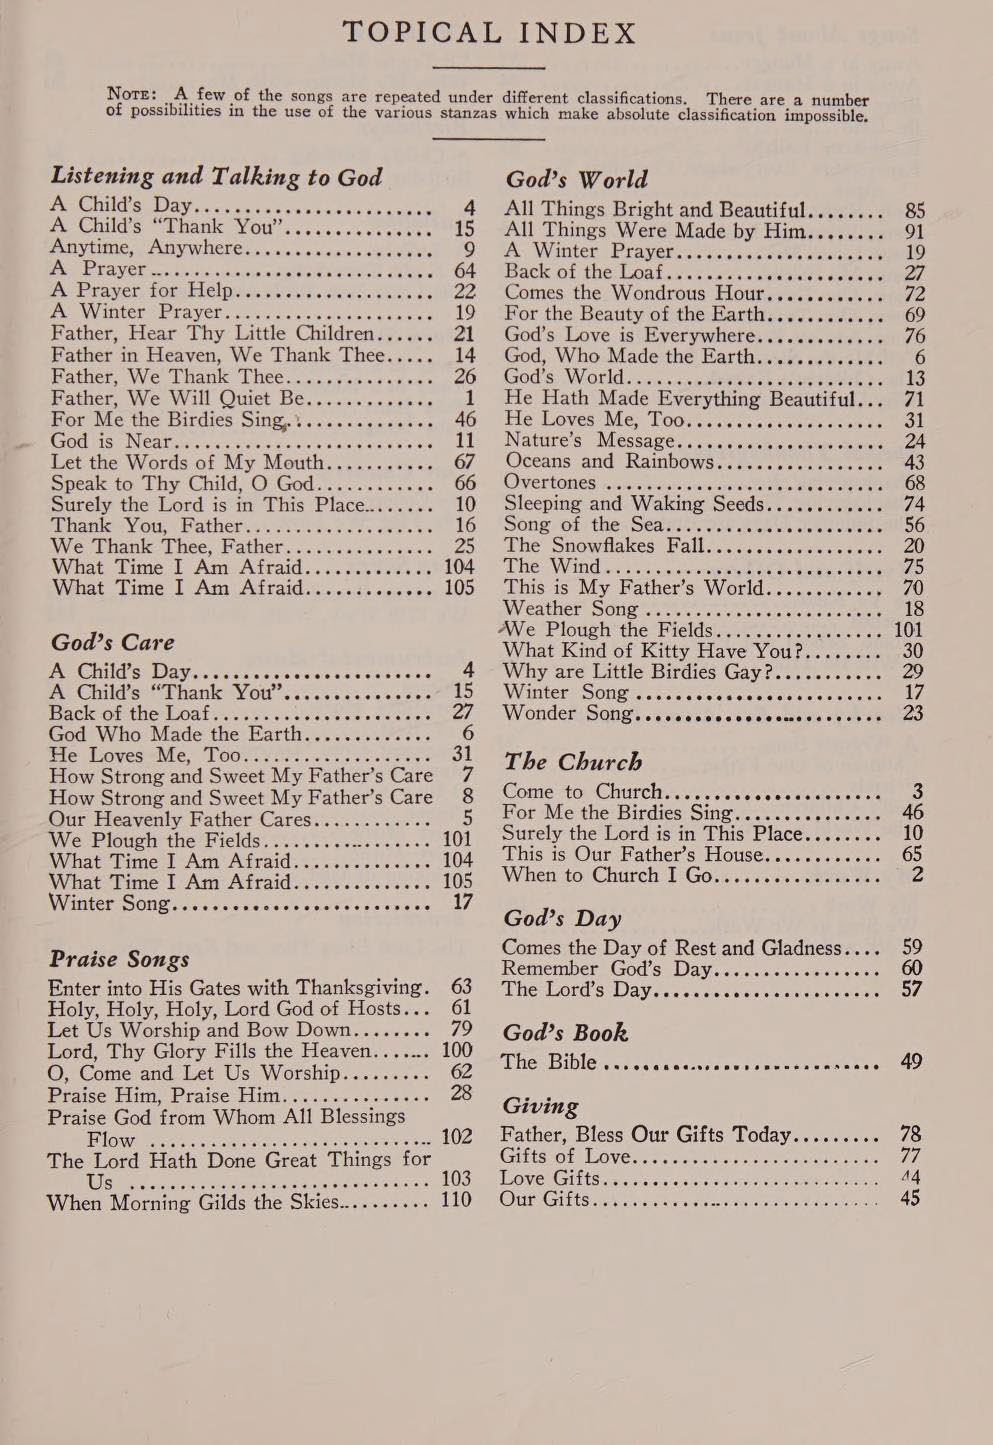 TOPICAL INDEX
NOTE: A few of the songs are repeated under different classifications. There are a number
of possibilities in the use of the various stanzas which make absolute classification impossible.
Listening and Talking to God
A Child's Day............................ 4
A Child's “Thank You”............... 15
Anytime, Anywhere................... 9
A Prayer............................ 64
A Prayer for Help.................... 22
A Winter Prayer..................... 19
Father, Hear Thy Little Children...... 21
Father in Heaven, We Thank Thee..... 14
Father, We Thank Thee............... 26
Father, We Will Quiet Be............. 1
For Me the Birdies Sing.............. 46
God is Near.......................... 11
Let the Words of My Mouth........... 67
Speak to Thy Child, O God............ 66
Surely the Lord is in This Place........ 10
Thank You, Father................... 16
We Thank Thee, Father............... 25
What Time I Am Afraid............. 104
What Time I Am Afraid............. 105
God's Care
A Child's Day........................ 4
A Child's “Thank You”............... 15
Back of the Loaf..................... 27
God Who Made the Earth............. 6
He Loves Me, Too................... 31
How Strong and Sweet My Father's Care 7
How Strong and Sweet My Father's Care 8
Our Heavenly Father Cares............ 5
We Plough the Fields................. 101
What Time I Am Afraid.............. 104
What Time I Am Afraid.............. 105
Winter Song.......................... 17
Praise Songs
Enter into His Gates with Thanksgiving. 63
Holy, Holy, Holy, Lord God of Hosts... 61
Let Us Worship and Bow Down........ 79
Lord, Thy Glory Fills the Heaven...... 100
O, Come and Let Us Worship......... 62
Praise Him, Praise Him............... 28
Praise God from Whom All Blessings
Flow ............................. 102
The Lord Hath Done Great Things for
Us .............................. 103
When Morning Gilds the Skies.......... 110
God's World
All Things Bright and Beautiful........ 85
All Things Were Made by Him........ 91
A Winter Prayer..................... 19
Back of the Loaf..................... 27
Comes the Wondrous Hour............ 72
For the Beauty of the Earth............ 69
God's Love is Everywhere............. 76
God, Who Made the Earth............. 6
God's World.......................... 13
He Hath Made Everything Beautiful... 71
He Loves Me, Too.................... 31
Nature's Message..................... 24
Oceans and Rainbows................ 43
Overtones ........................... 68
Sleeping and Waking Seeds............ 74
Song of the Sea...................... 56
The Snowflakes Fall.................. 20
The Wind........................... 75
This is My Father's World............ 70
Weather Song ........................ 18
We Plough the Fields................. 101
What Kind of Kitty Have You?........ 30
Why are Little Birdies Gay?........... 29
Winter Song ......................... 17
Wonder Song......................... 23
The Church
Come to Church...................... 3
For Me the Birdies Sing............... 46
Surely the Lord is in This Place........ 10
This is Our Father's House............ 65
When to Church I Go................. 2
God's Day
Comes the Day of Rest and Gladness.... 59
Remember God's Day................. 60
The Lord's Day....................... 57
God's Book
The Bible ............................ 49
Giving
Father, Bless Our Gifts Today......... 78
Gifts of Love......................... 77
Love Gifts............................ 44
Our Gifts............................. 45